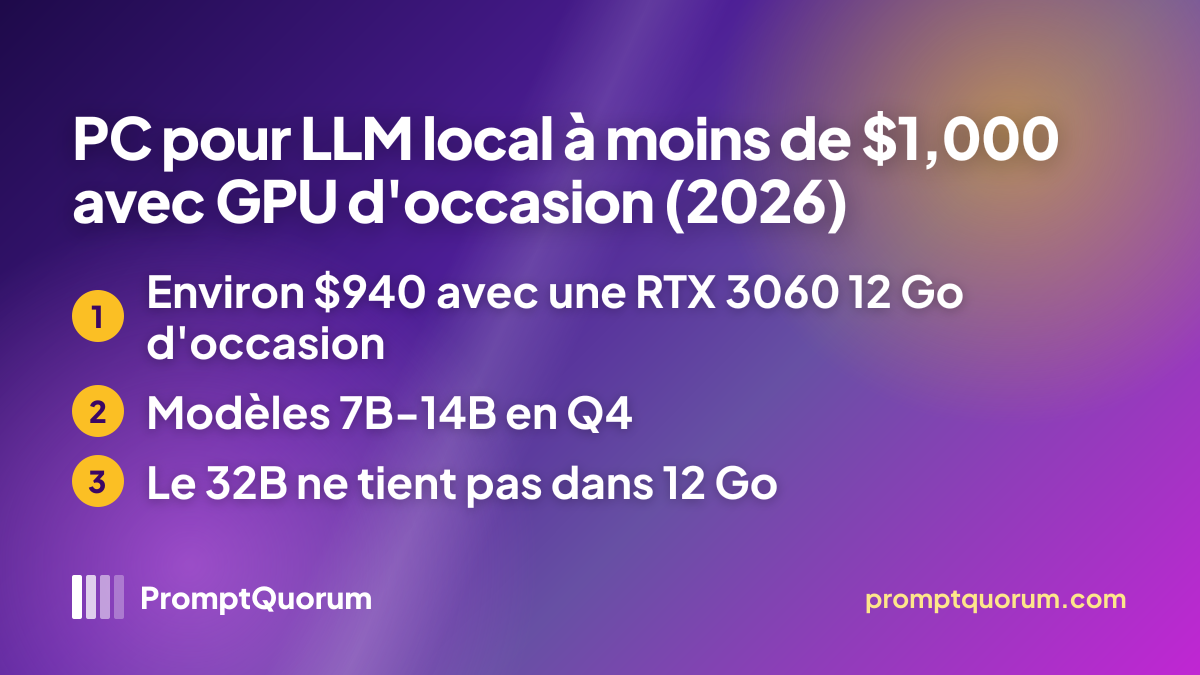 PC pour LLM local à moins de $1,000
avec GPU d'occasion (2026)
1
Environ $940 avec une RTX 3060 12 Go
d'occasion
2
Modèles 7B–14B en Q4
3
Le 32B ne tient pas dans 12 Go
PromptQuorum
promptquorum.com